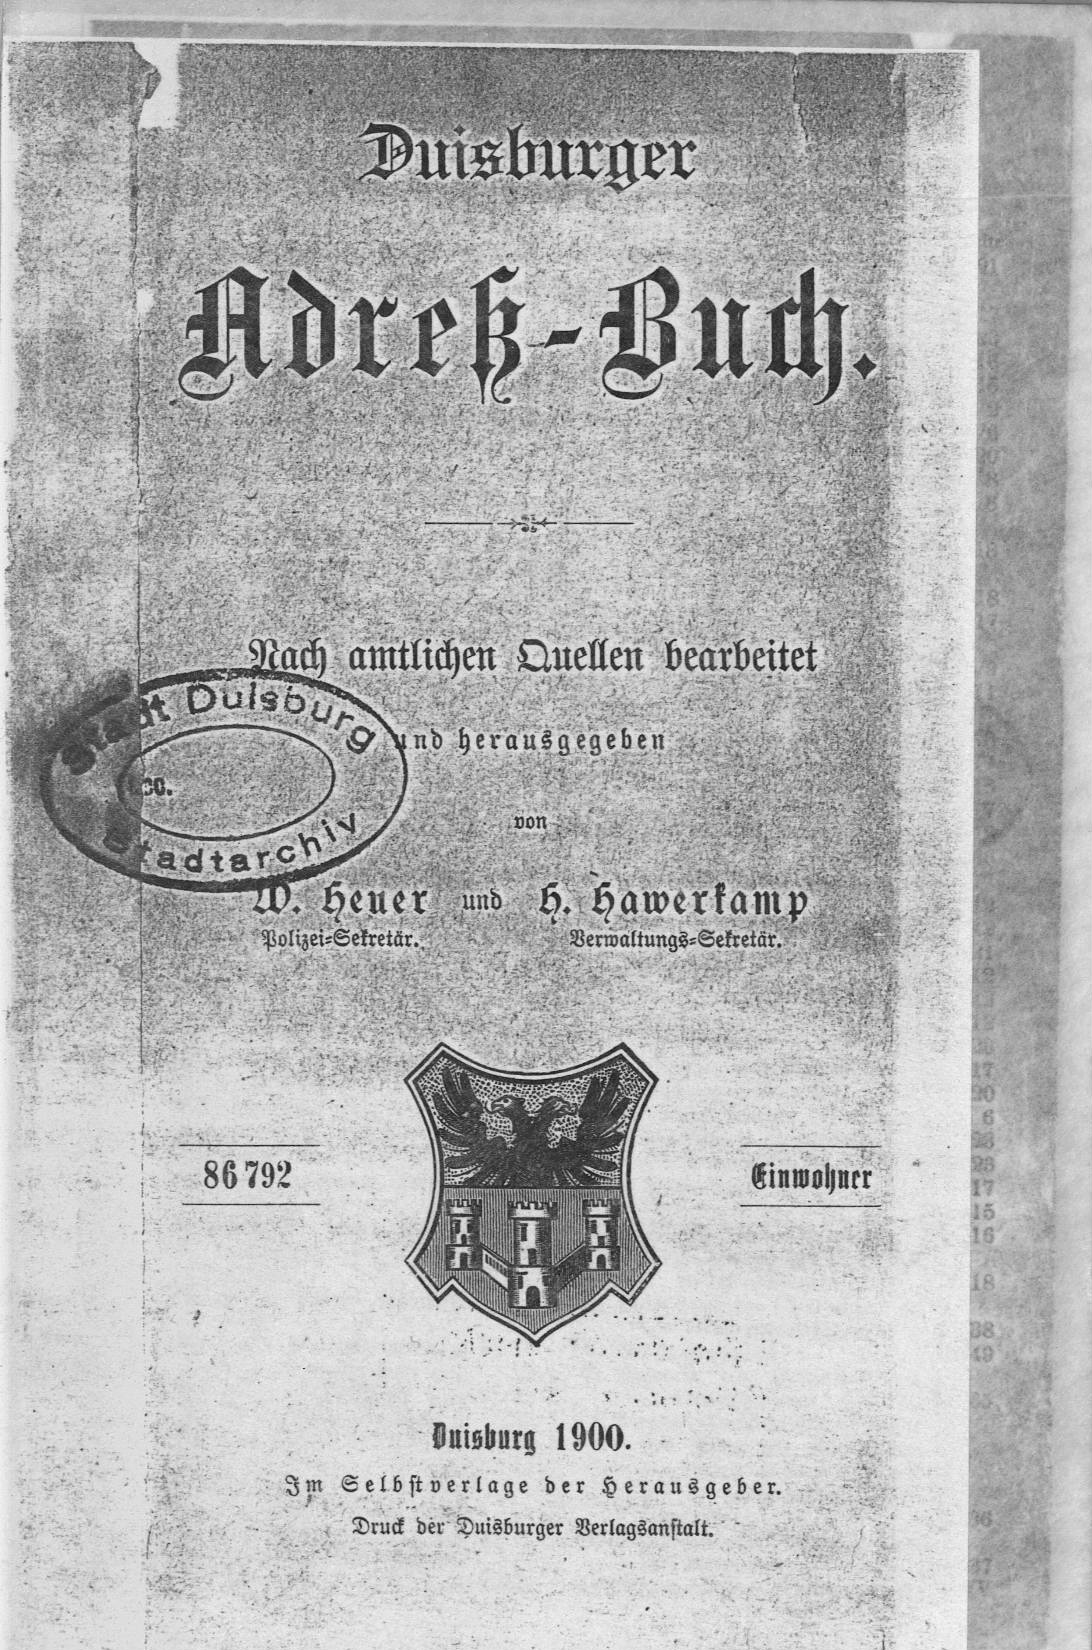 Duisburger
Adreß-Buch.
Nach amtlichen Quellen bearbeitet
und herausgegeben
von
W. Heuer und H. Hawerkamp
Polizei-Sekretär. Verwaltungs-Sekretär.
Stadt Duisburg
Stadtarchiv
86 792 Einwohner
Duisburg 1900.
Im Selbstverlage der Herausgeber.
Druck der Duisburger Verlagsanstalt.